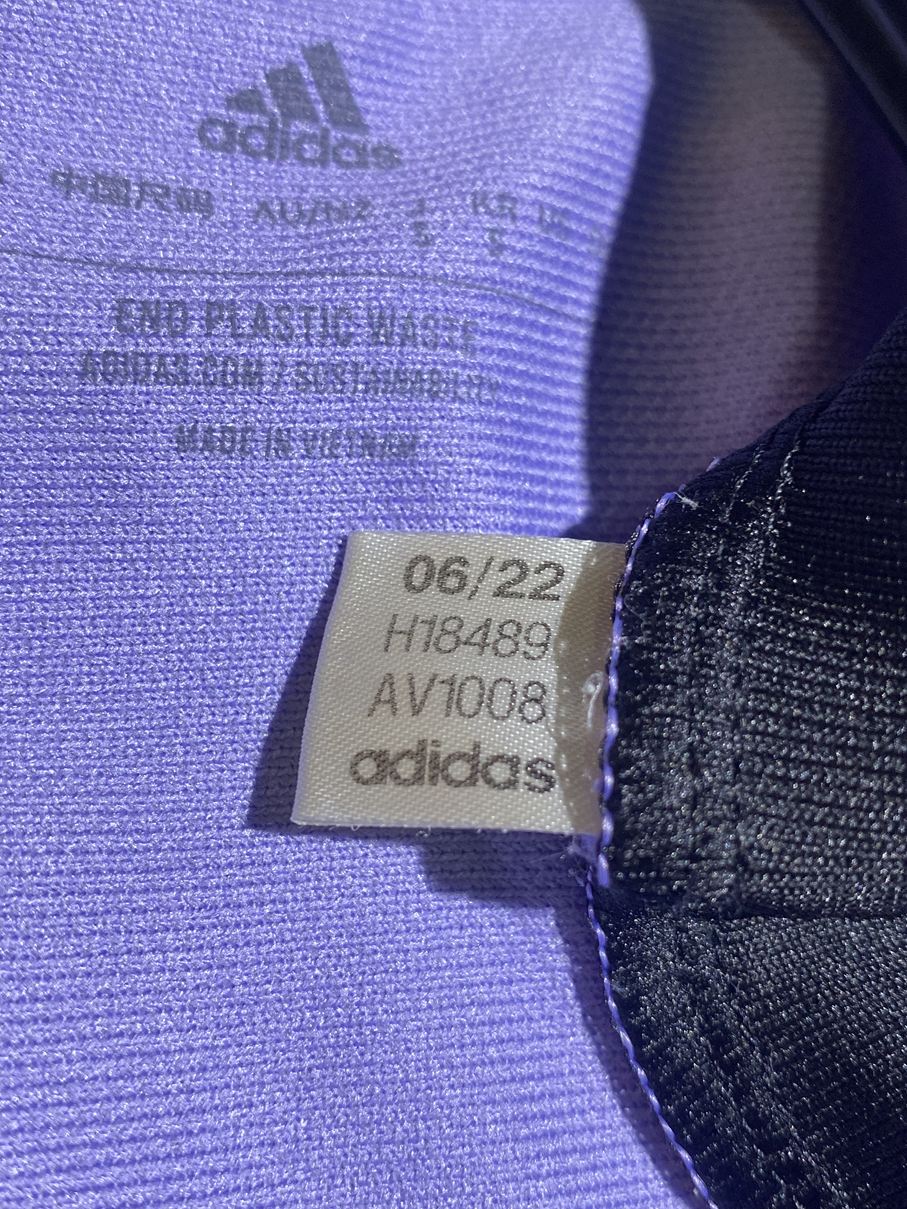 adidas
中国尺码 AU/NZ J KR
S S
END PLASTIC WASTE
ADIDAS.COM / SUSTAINABILITY
MADE IN VIETNAM
06/22
H18489
AV1008
adidas